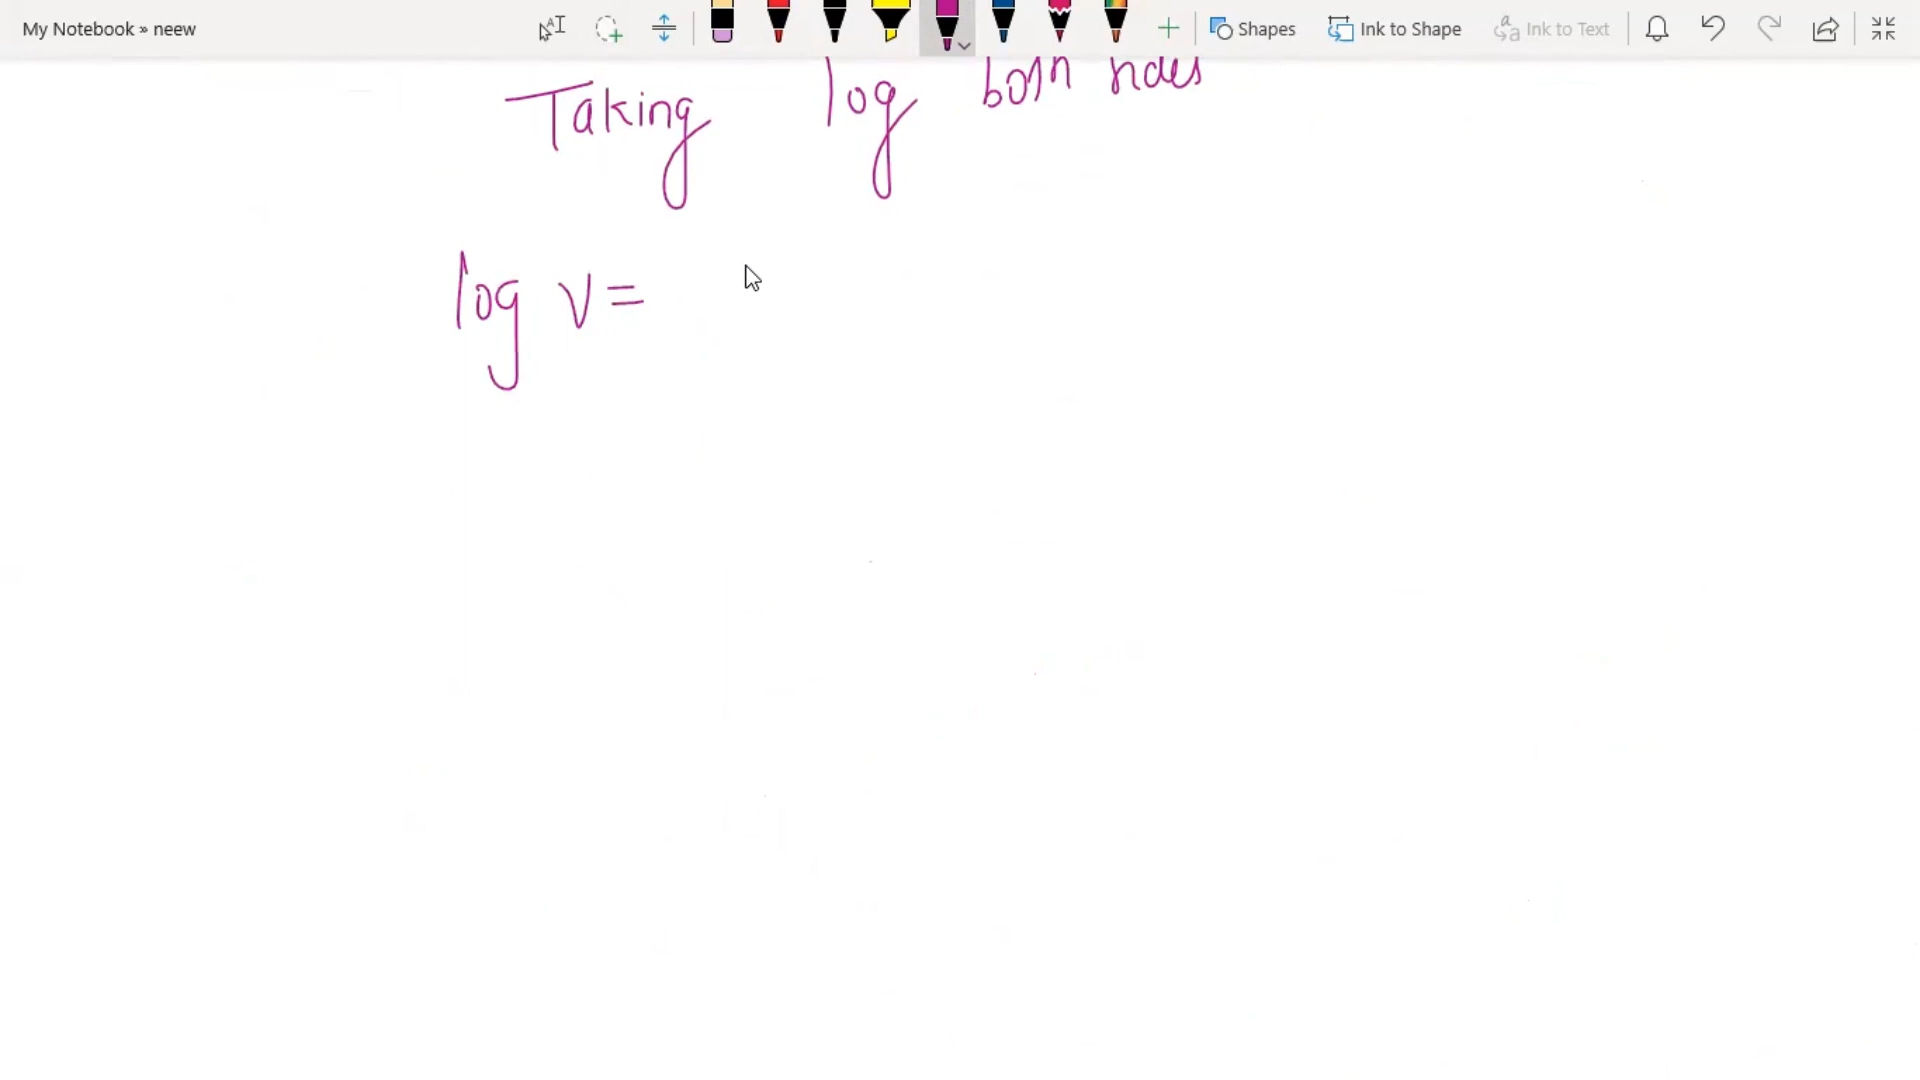 My Notebook » neew
Shapes
Ink to Shape
Ink to Text
Taking log both sides
log v =